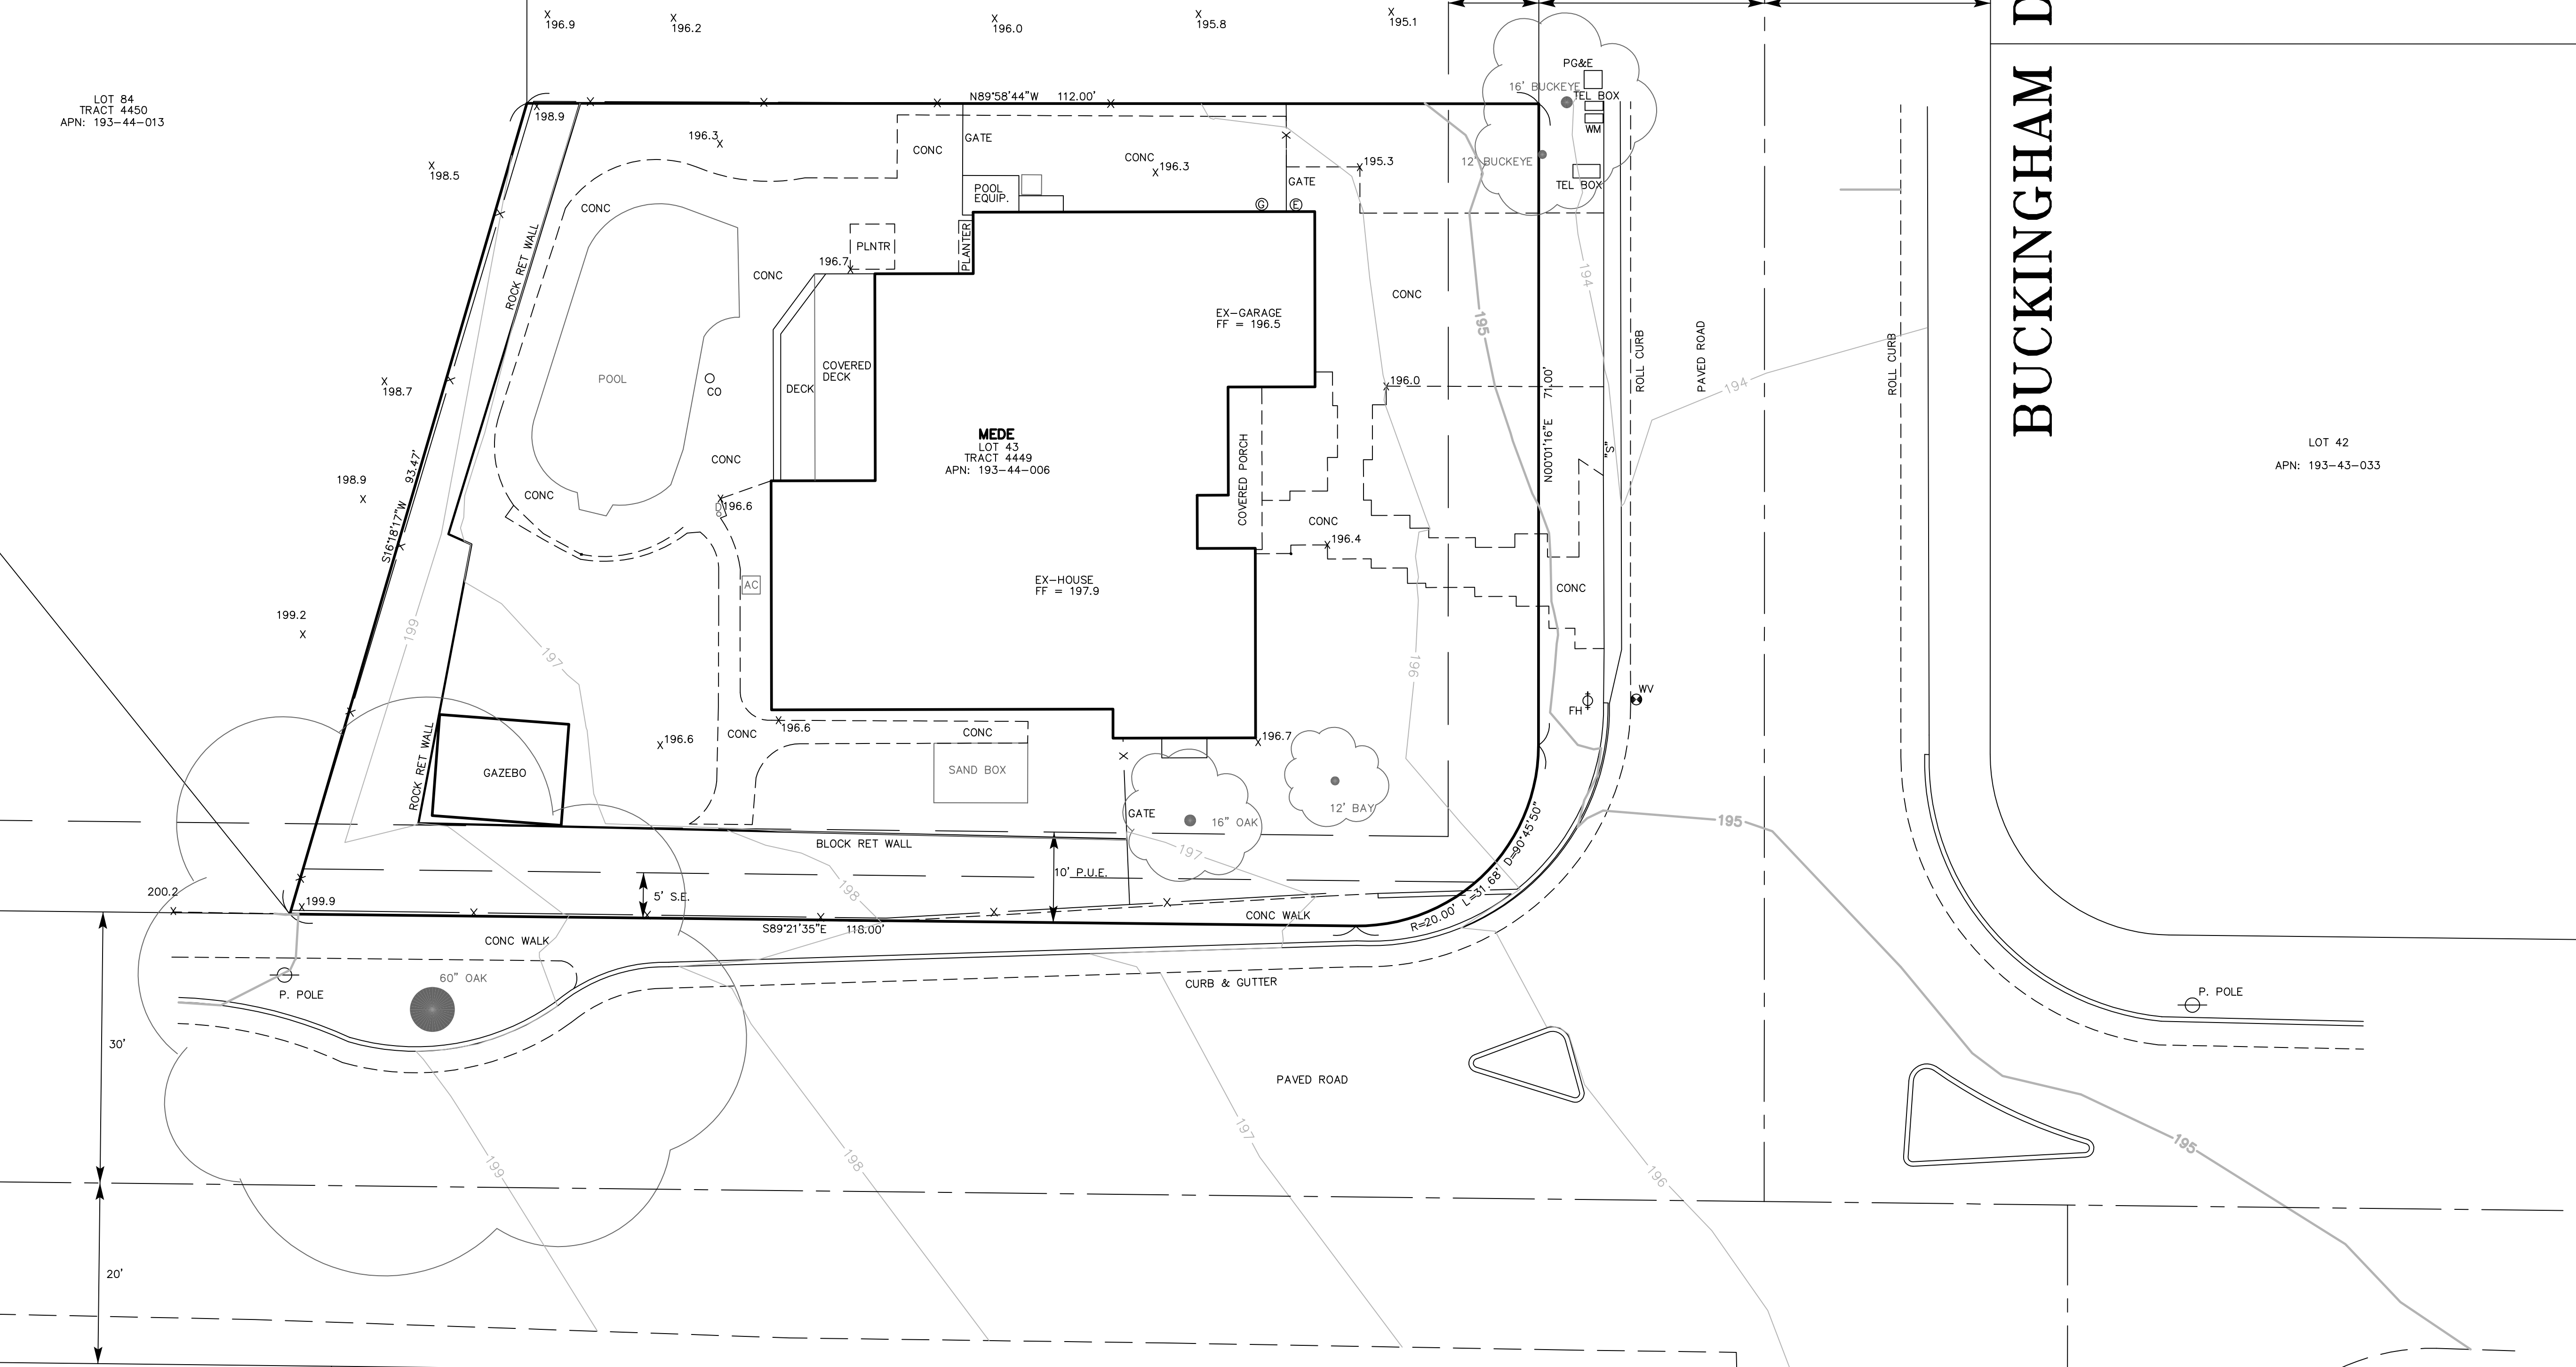 196.9
196.2
196.0
195.8
195.1
BUCKINGHAM D
LOT 84
TRACT 4450
APN: 193-44-013
N89°58'44"W 112.00'
PG&E
16' BUCKEYE
TEL BOX
WM
12' BUCKEYE
TEL BOX
198.9
196.3
198.5
CONC
GATE
CONC
196.3
195.3
GATE
POOL
EQUIP.
G
E
CONC
ROCK RET WALL
PLNTR
PLANTER
196.7
CONC
CONC
194
195
EX-GARAGE
FF = 196.5
ROLL CURB
PAVED ROAD
ROLL CURB
194
COVERED
DECK
DECK
POOL
CO
198.7
196.0
N00°01'16"E 71.00'
MEDE
LOT 43
TRACT 4449
APN: 193-44-006
COVERED PORCH
"S"
LOT 42
APN: 193-43-033
CONC
CONC
198.9
S16°18'17"W 93.47'
196.6
CONC
196.4
AC
EX-HOUSE
FF = 197.9
CONC
199.2
199
197
196
WV
FH
196.6
CONC
196.6
CONC
196.7
ROCK RET WALL
GAZEBO
SAND BOX
12' BAY
GATE
16" OAK
195
BLOCK RET WALL
197
10' P.U.E.
198
5' S.E.
200.2
199.9
R=20.00' L=31.68' D=90°45'50"
CONC WALK
S89°21'35"E 118.00'
CONC WALK
60" OAK
P. POLE
CURB & GUTTER
P. POLE
30'
PAVED ROAD
199
198
197
196
195
20'